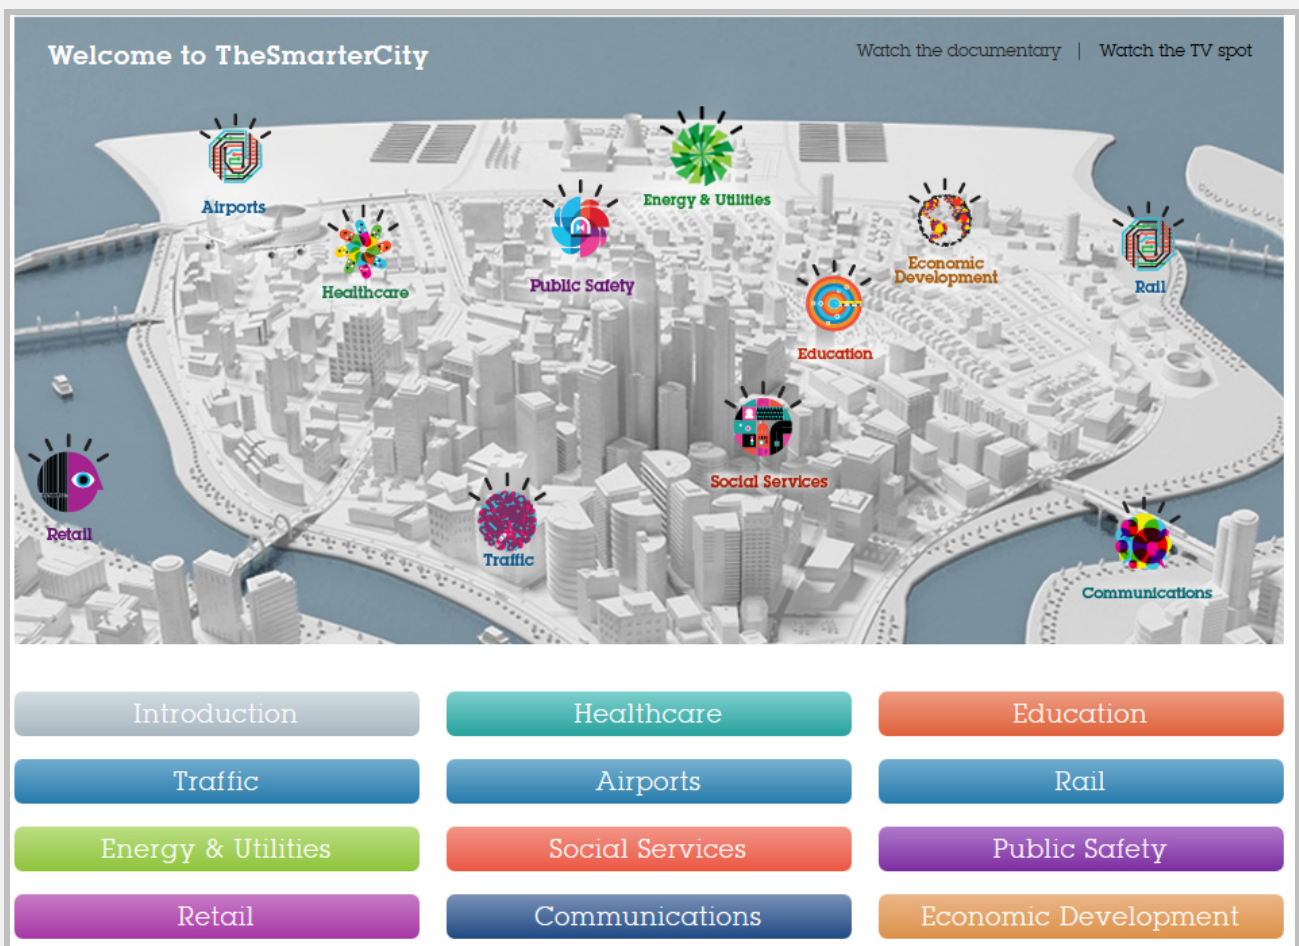 Welcome to TheSmarterCity
Watch the documentary | Watch the TV spot
Airports
Energy & Utilities
Healthcare
Public Safety
Economic
Development
Rail
Education
Social Services
Retail
Traffic
Communications
Introduction
Healthcare
Education
Traffic
Airports
Rail
Energy & Utilities
Social Services
Public Safety
Retail
Communications
Economic Development